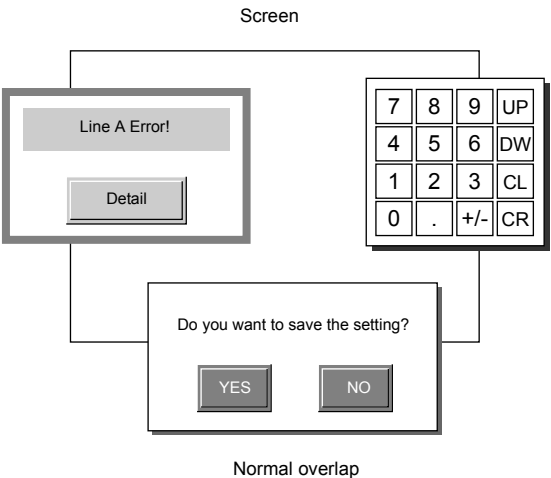 Screen
Line A Error!
Detail
7 8 9 UP
4 5 6 DW
1 2 3 CL
0 . +/- CR
Do you want to save the setting?
YES NO
Normal overlap